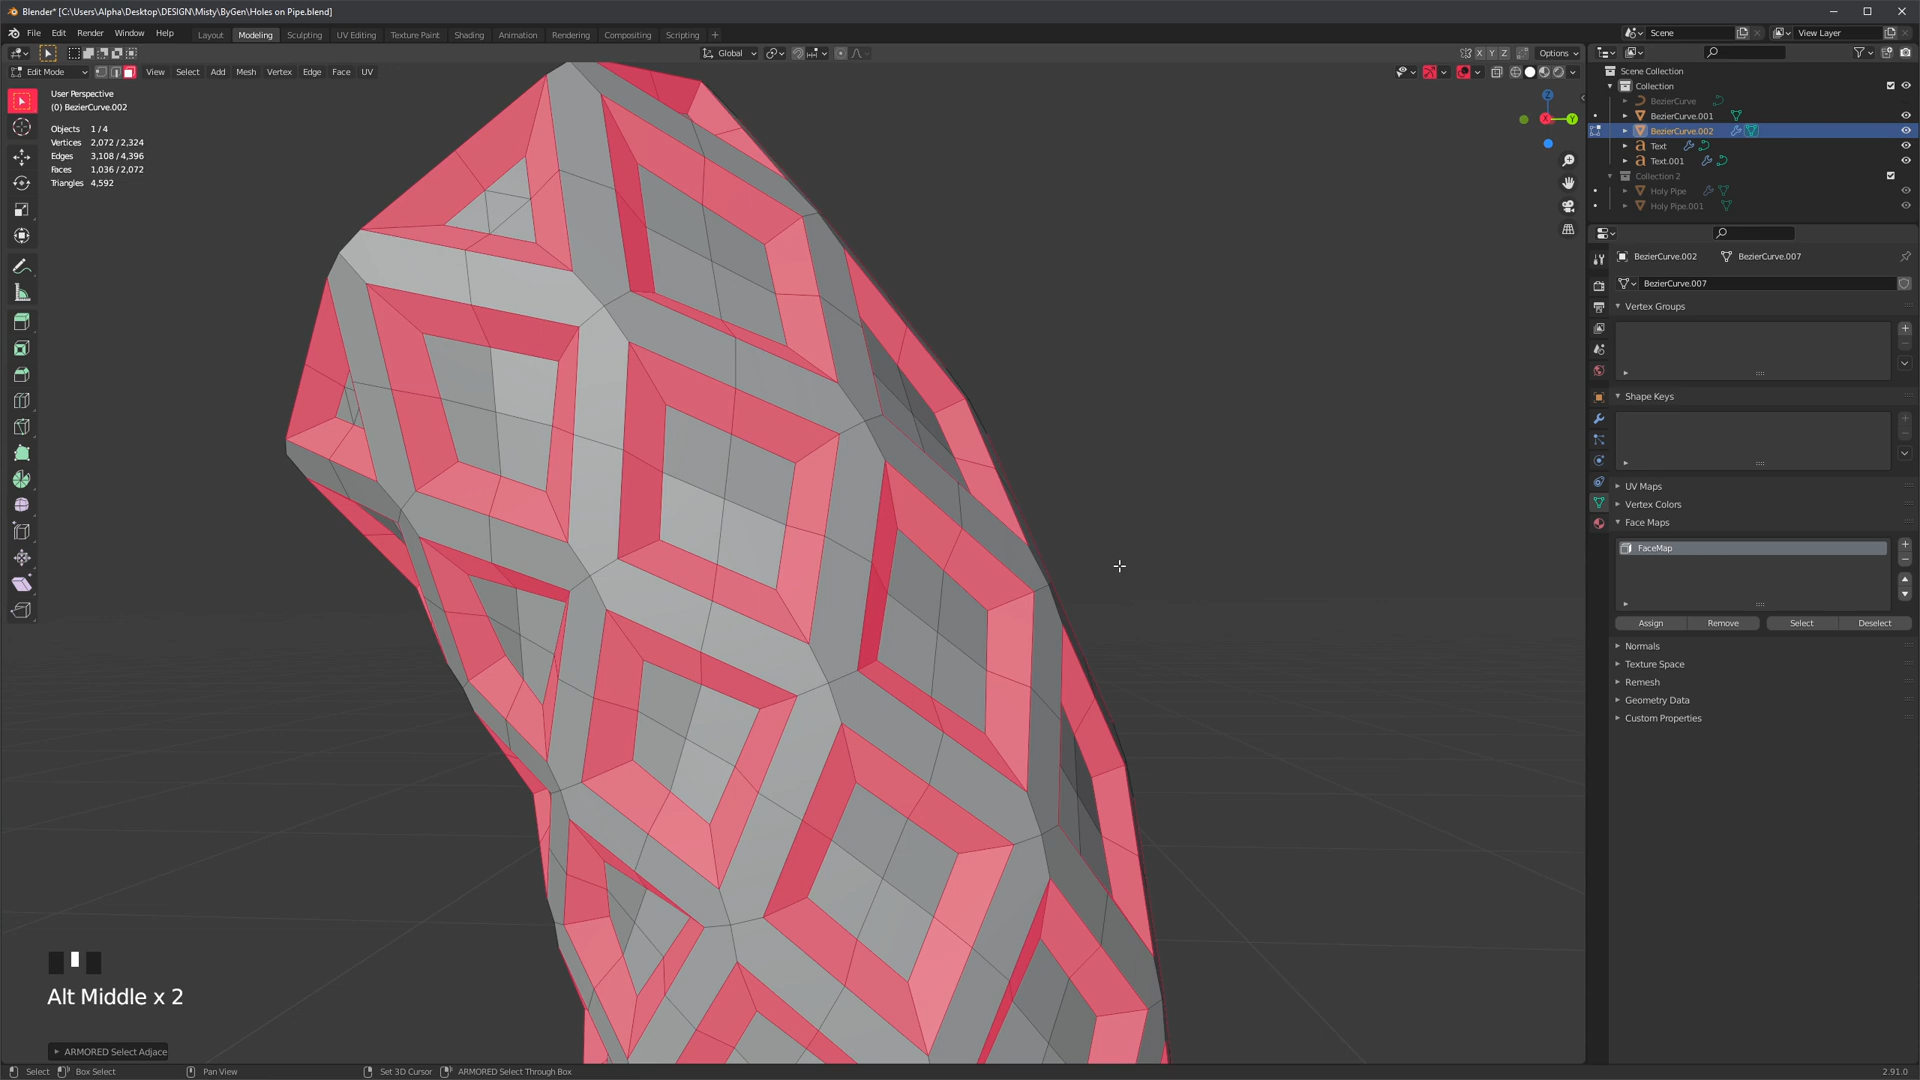 Blender* [C:\Users\Alpha\Desktop\DESIGN\Misty\ByGen\Holes on Pipe.blend]
File Edit Render Window Help Layout Modeling Sculpting UV Editing Texture Paint Shading Animation Rendering Compositing Scripting + Scene View Layer
Global X Y Z Options
Edit Mode View Select Add Mesh Vertex Edge Face UV
User Perspective
(0) BezierCurve.002
Objects 1 / 4
Vertices 2,072 / 2,324
Edges 3,108 / 4,396
Faces 1,036 / 2,072
Triangles 4,592
Z
X
Y
Scene Collection
Collection
BezierCurve
BezierCurve.001
BezierCurve.002
Text
Text.001
Collection 2
Holy Pipe
Holy Pipe.001
BezierCurve.002 BezierCurve.007
BezierCurve.007
Vertex Groups
Shape Keys
UV Maps
Vertex Colors
Face Maps
FaceMap
Assign Remove Select Deselect
Normals
Texture Space
Remesh
Geometry Data
Custom Properties
Alt Middle x 2
ARMORED Select Adjace
Select Box Select Pan View Set 3D Cursor ARMORED Select Through Box 2.91.0